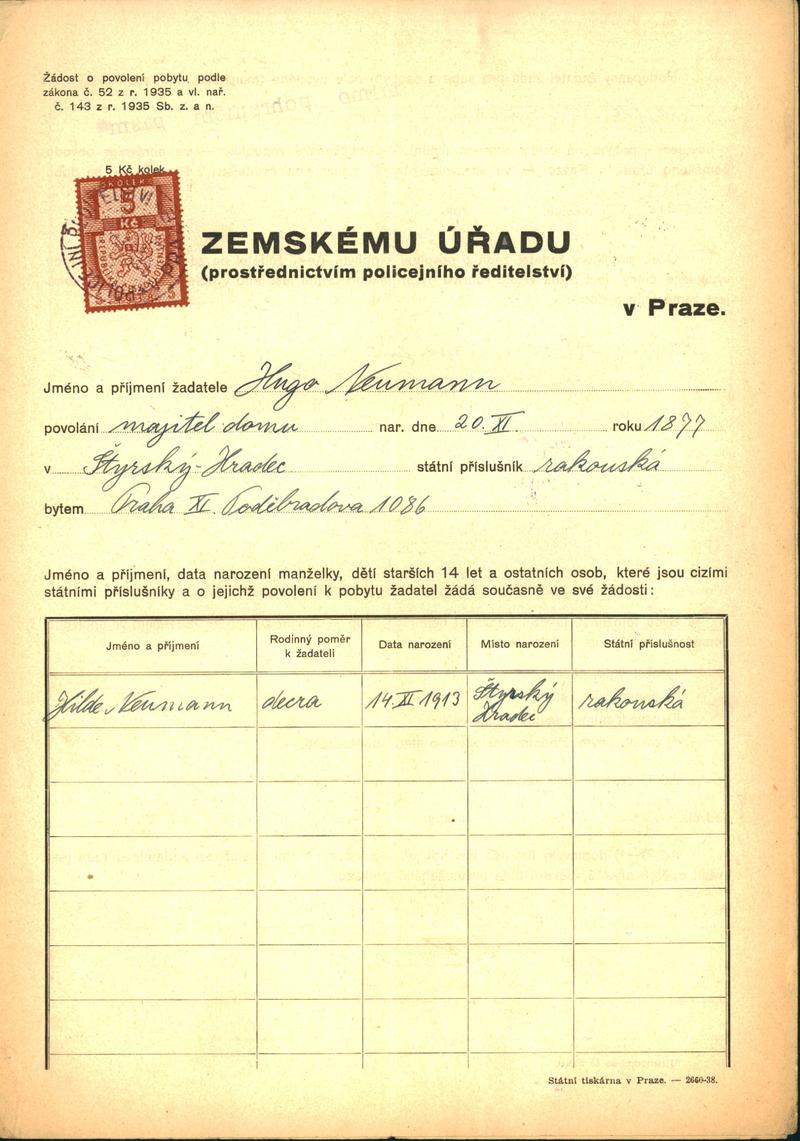 Žádost o povolení pobytu podle
zákona č. 52 z r. 1935 a vl. nař.
č. 143 z r. 1935 Sb. z. a n.
5 Kč kolek
KOLEK
5
Kč
ZEMSKÉMU ÚŘADU
(prostřednictvím policejního ředitelství)
v Praze.
Jméno a příjmení žadatele Hugo Neumann
povolání majitel domu nar. dne 20. XI. roku 1877
v Štyrský-Hradec státní příslušník rakouská
bytem Praha XI. Poděbradova 1086
Jméno a příjmení, data narození manželky, dětí starších 14 let a ostatních osob, které jsou cizími
státními příslušníky a o jejichž povolení k pobytu žadatel žádá současně ve své žádosti:
Jméno a příjmení Rodinný poměr k žadateli Data narození Místo narození Státní příslušnost
Hilde Neumann dcera 14. XI 1913 Štyrský Hradec rakouská
Státní tiskárna v Praze. — 2660-38.